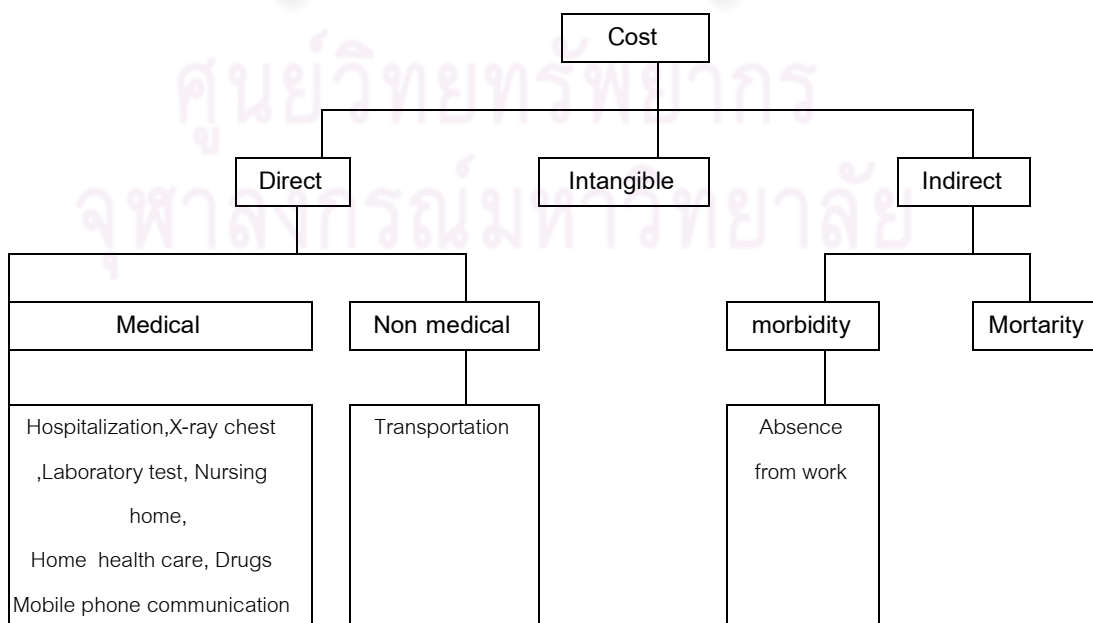 Cost
ศูนย์วิทยทรัพยากร
Direct
Intangible
Indirect
จุฬาลงกรณ์มหาวิทยาลัย
Medical
Non medical
morbidity
Mortarity
Hospitalization,X-ray chest
,Laboratory test, Nursing
home,
Home health care, Drugs
Mobile phone communication
Transportation
Absence
from work